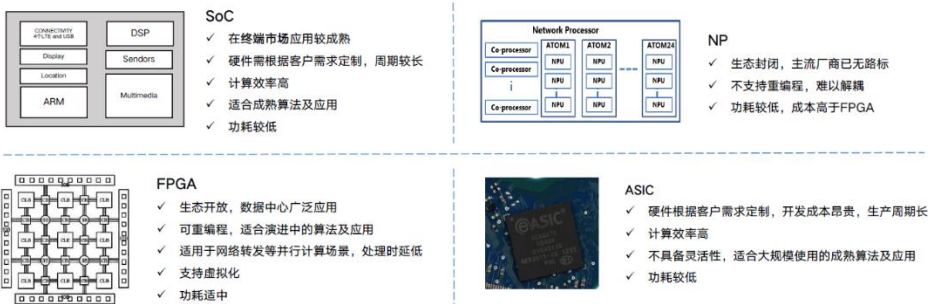 SoC
CONNECTIVITY
4G LTE and USB
Display
Location
ARM
DSP
Sendors
Multimedia
✓ 在终端市场应用较成熟
✓ 硬件需根据客户需求定制，周期较长
✓ 计算效率高
✓ 适合成熟算法及应用
✓ 功耗较低
Network Processor
Co-processor
Co-processor
Co-processor
ATOM1
NPU
NPU
NPU
ATOM2
NPU
NPU
NPU
ATOM24
NPU
NPU
NPU
NP
✓ 生态封闭，主流厂商已无路标
✓ 不支持重编程，难以解耦
✓ 功耗较低，成本高于FPGA
FPGA
✓ 生态开放，数据中心广泛应用
✓ 可重编程，适合演进中的算法及应用
✓ 适用于网络转发等并行计算场景，处理时延低
✓ 支持虚拟化
✓ 功耗适中
eASIC
ASIC
✓ 硬件根据客户需求定制，开发成本昂贵，生产周期长
✓ 计算效率高
✓ 不具备灵活性，适合大规模使用的成熟算法及应用
✓ 功耗较低